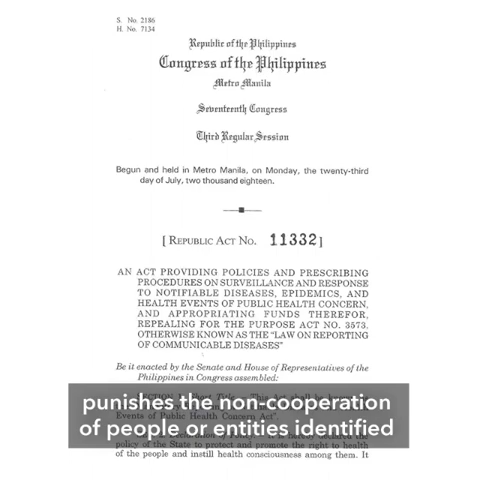 S. No. 2186
H. No. 7134
Republic of the Philippines
Congress of the Philippines
Metro Manila
Seventeenth Congress
Third Regular Session
Begun and held in Metro Manila, on Monday, the twenty-third
day of July, two thousand eighteen.
[ REPUBLIC ACT NO. 11332 ]
AN ACT PROVIDING POLICIES AND PRESCRIBING
PROCEDURES ON SURVEILLANCE AND RESPONSE
TO NOTIFIABLE DISEASES, EPIDEMICS, AND
HEALTH EVENTS OF PUBLIC HEALTH CONCERN,
AND APPROPRIATING FUNDS THEREFOR,
REPEALING FOR THE PURPOSE ACT NO. 3573,
OTHERWISE KNOWN AS THE "LAW ON REPORTING
OF COMMUNICABLE DISEASES"
Be it enacted by the Senate and House of Representatives of the
Philippines in Congress assembled:
punishes the non-cooperation
Events of Public Health Concern Act".
of people or entities identified
policy of the State to protect and promote the right to health
of the people and instill health consciousness among them. It